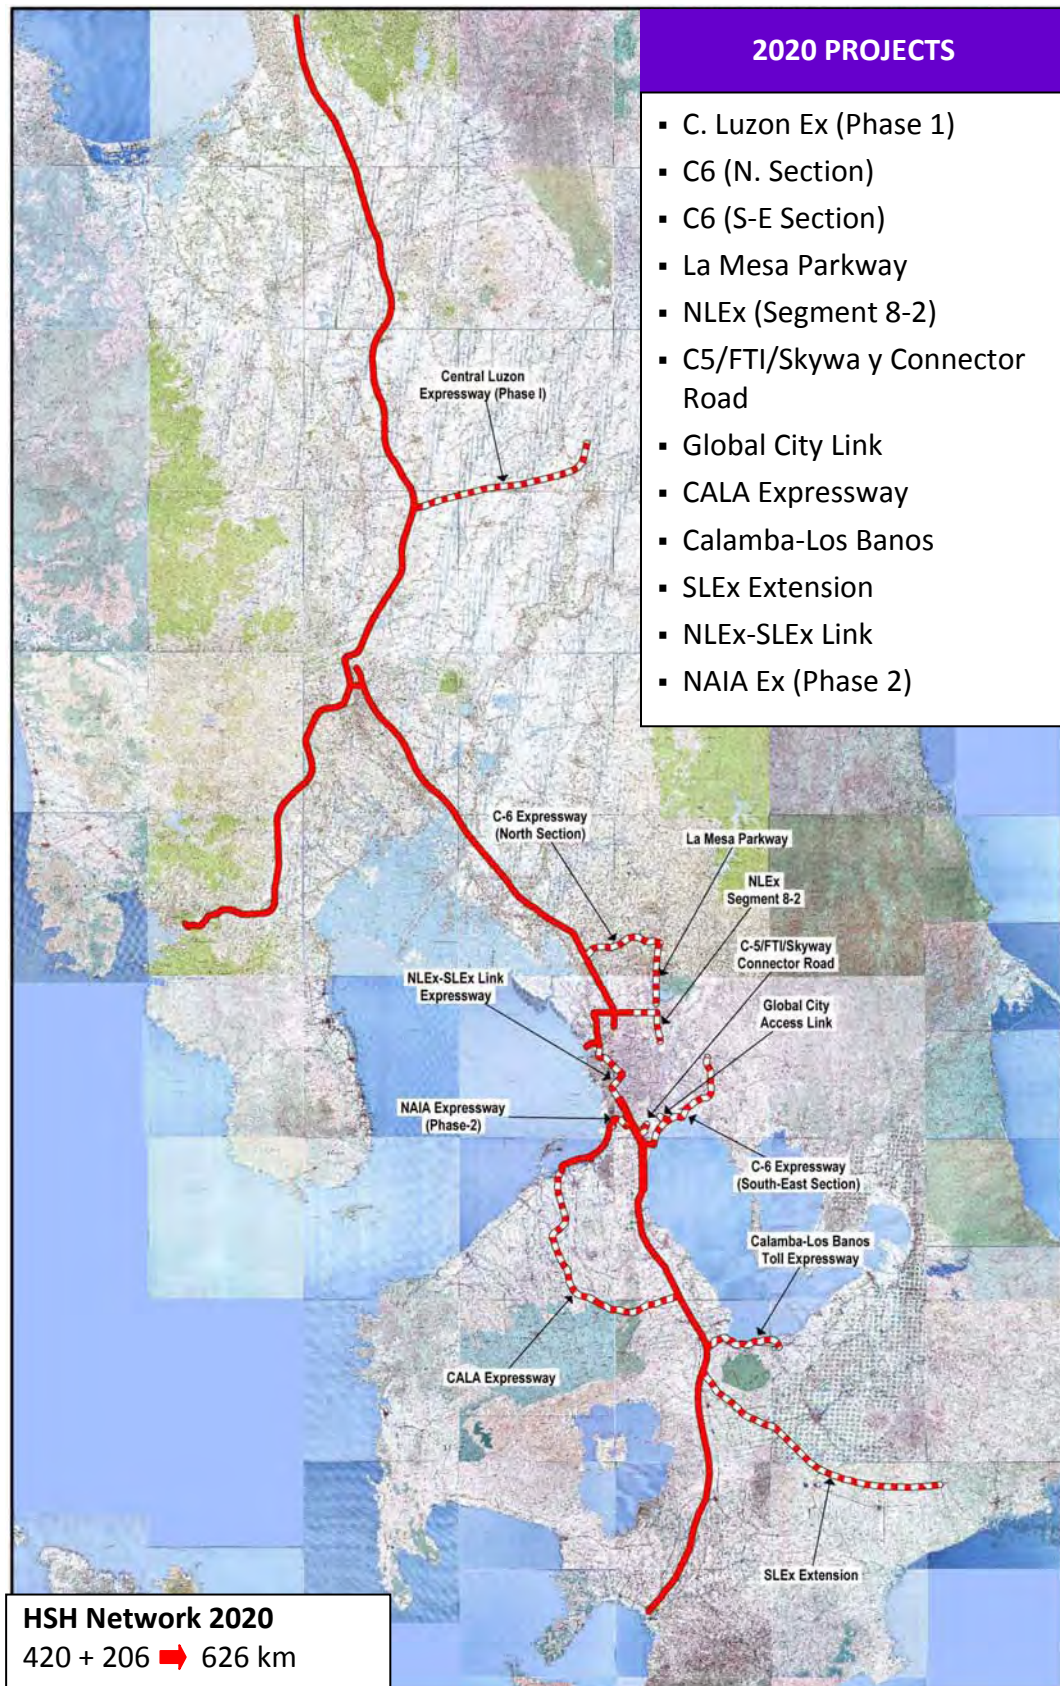 2020 PROJECTS
▪ C. Luzon Ex (Phase 1)
▪ C6 (N. Section)
▪ C6 (S-E Section)
▪ La Mesa Parkway
▪ NLEx (Segment 8-2)
▪ C5/FTI/Skywa y Connector
Road
▪ Global City Link
▪ CALA Expressway
▪ Calamba-Los Banos
▪ SLEx Extension
▪ NLEx-SLEx Link
▪ NAIA Ex (Phase 2)
Central Luzon
Expressway (Phase I)
C-6 Expressway
(North Section)
La Mesa Parkway
NLEx
Segment 8-2
C-5/FTI/Skyway
Connector Road
NLEx-SLEx Link
Expressway
Global City
Access Link
NAIA Expressway
(Phase-2)
C-6 Expressway
(South-East Section)
Calamba-Los Banos
Toll Expressway
CALA Expressway
SLEx Extension
HSH Network 2020
420 + 206 ➡ 626 km